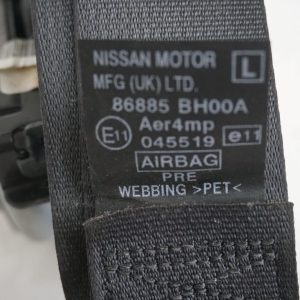 NISSAN MOTOR L
MFG (UK) LTD.
86885 BH00A
E11 Aer4mp
045519 e11
AIRBAG
PRE
WEBBING >PET<